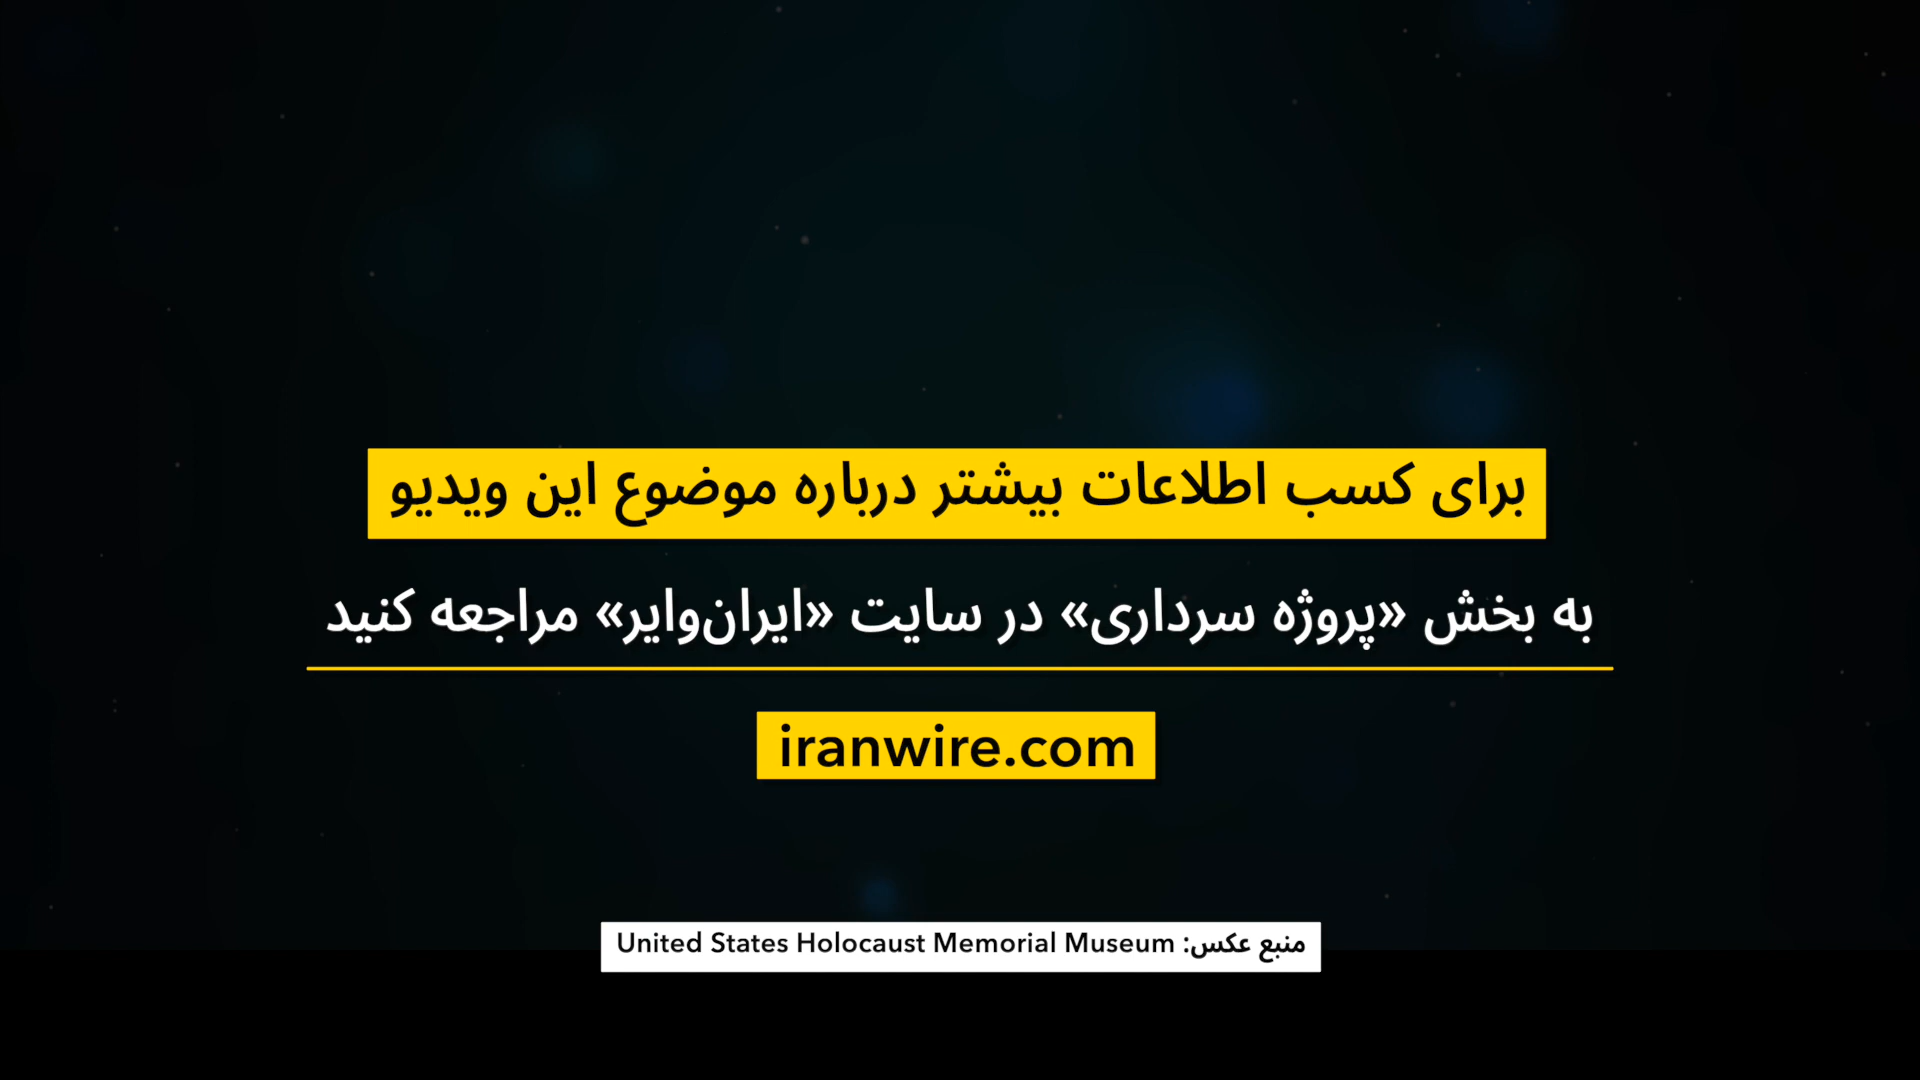 برای کسب اطلاعات بیشتر درباره موضوع این ویدیو
به بخش «پروژه سرداری» در سایت «ایران‌وایر» مراجعه کنید
iranwire.com
منبع عکس: United States Holocaust Memorial Museum